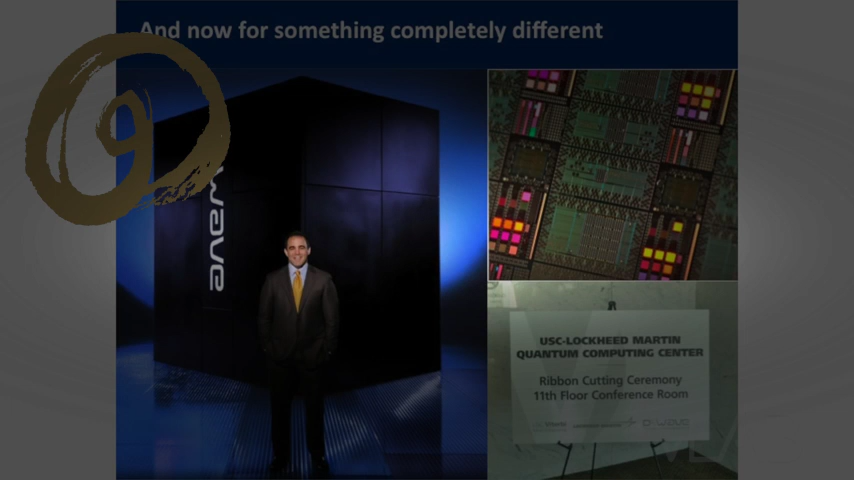 And now for something completely different
wave
USC-LOCKHEED MARTIN
QUANTUM COMPUTING CENTER
Ribbon Cutting Ceremony
11th Floor Conference Room
D-Wave